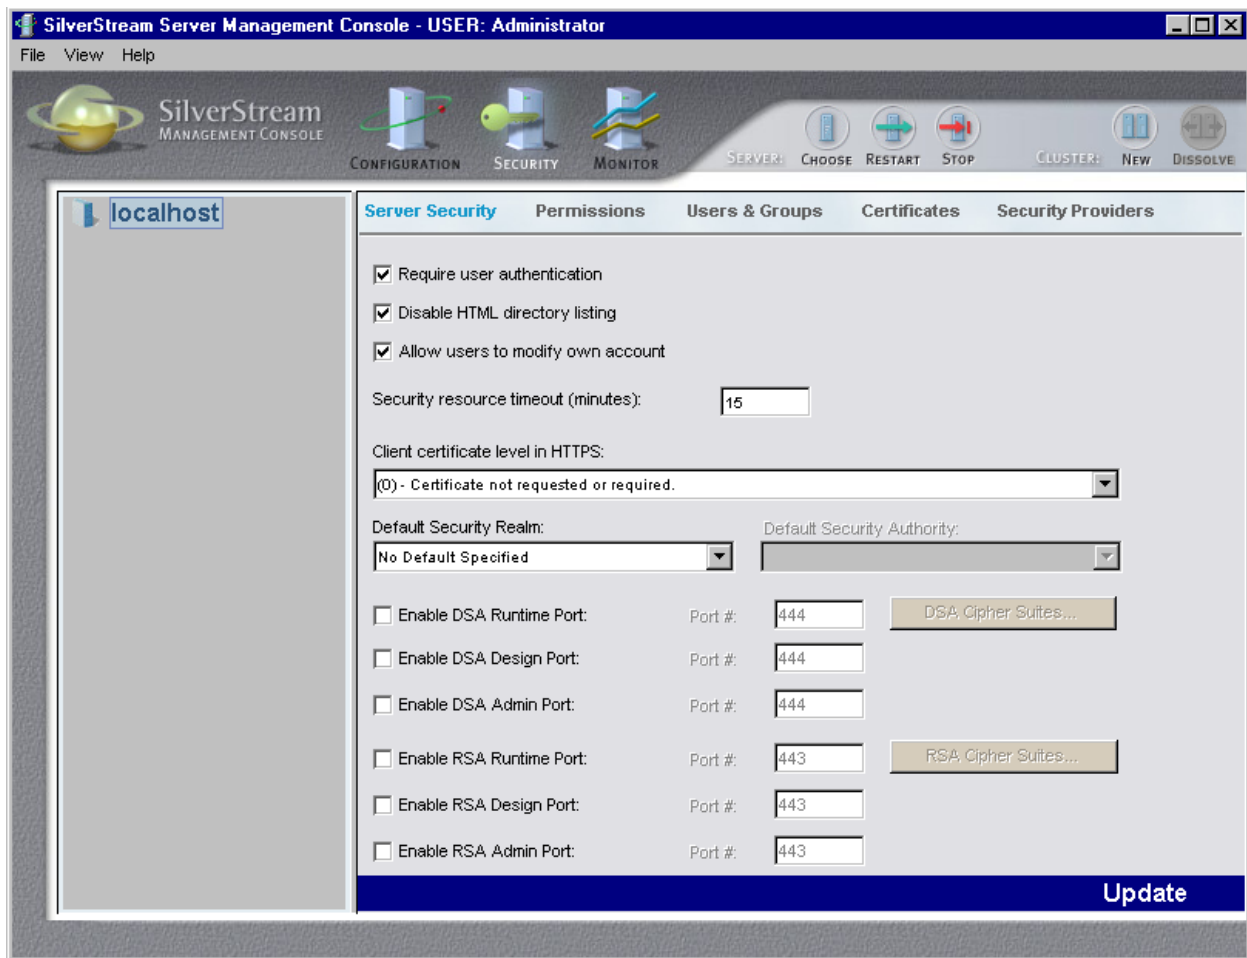 SilverStream Server Management Console - USER: Administrator
File View Help
SilverStream
MANAGEMENT CONSOLE
CONFIGURATION SECURITY MONITOR SERVER: CHOOSE RESTART STOP CLUSTER: NEW DISSOLVE
localhost
Server Security Permissions Users & Groups Certificates Security Providers
Require user authentication
Disable HTML directory listing
Allow users to modify own account
Security resource timeout (minutes): 15
Client certificate level in HTTPS:
(0) - Certificate not requested or required.
Default Security Realm: Default Security Authority:
No Default Specified
Enable DSA Runtime Port: Port #: 444 DSA Cipher Suites...
Enable DSA Design Port: Port #: 444
Enable DSA Admin Port: Port #: 444
Enable RSA Runtime Port: Port #: 443 RSA Cipher Suites...
Enable RSA Design Port: Port #: 443
Enable RSA Admin Port: Port #: 443
Update